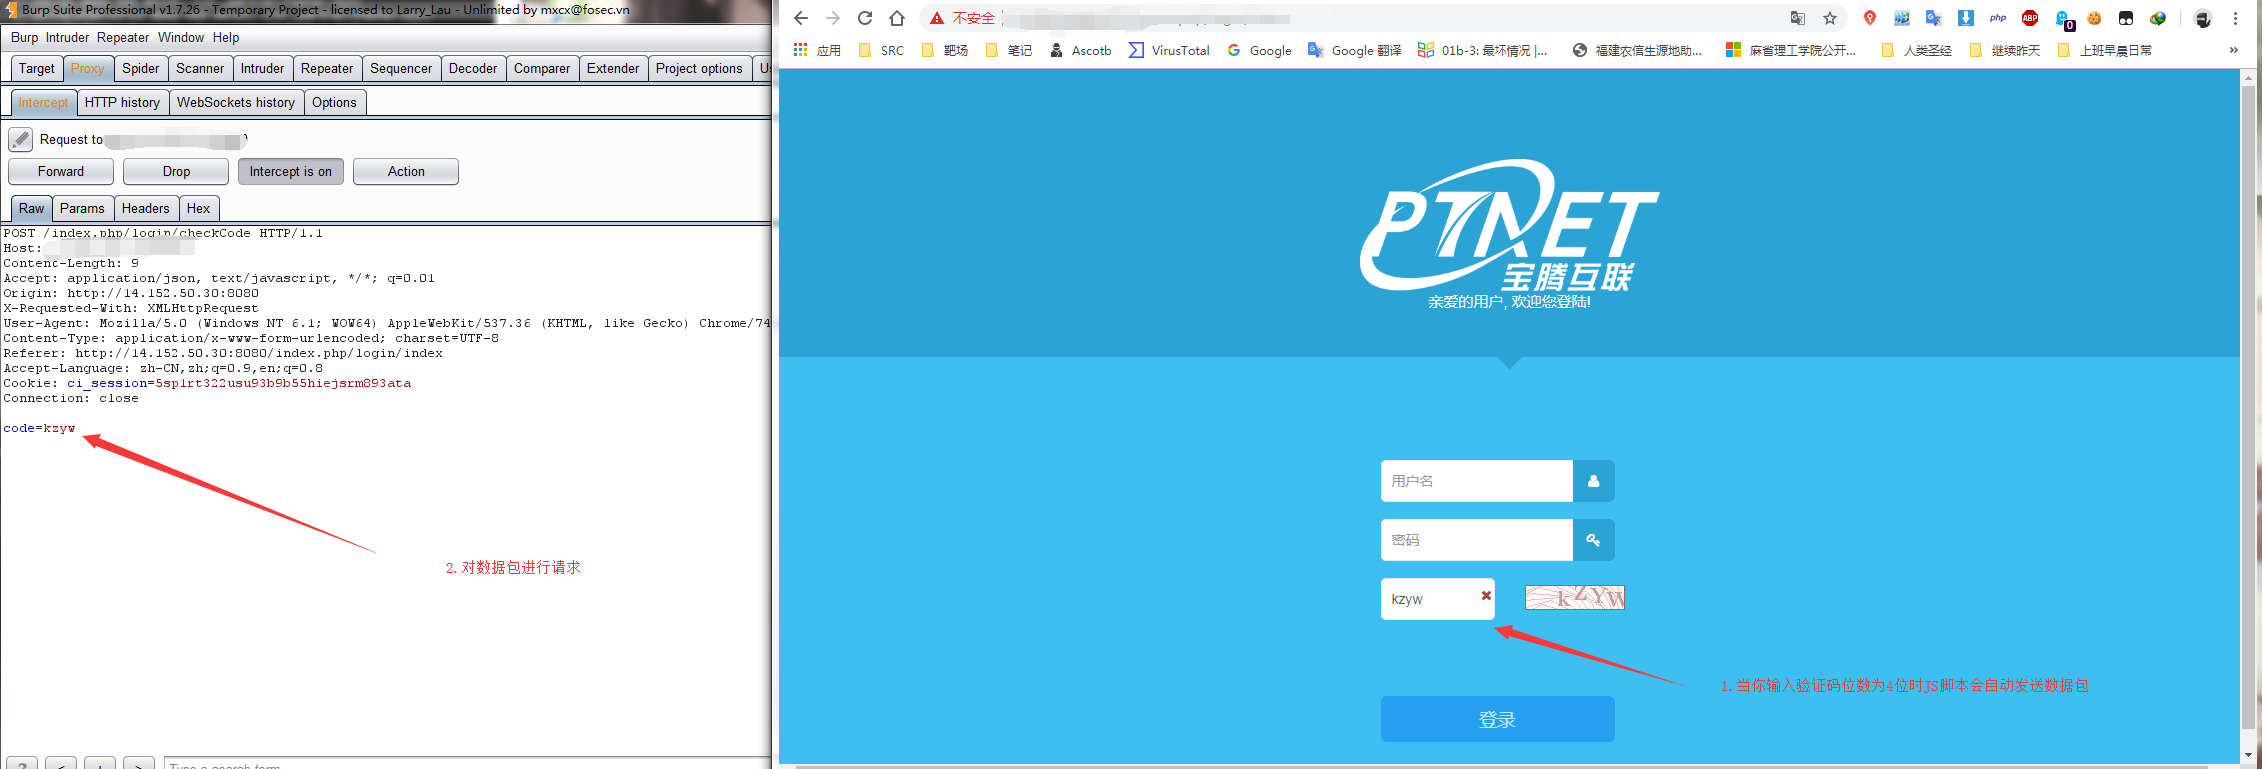 Burp Suite Professional v1.7.26 - Temporary Project - licensed to Larry_Lau - Unlimited by mxcx@fosec.vn
Burp Intruder Repeater Window Help
Target Proxy Spider Scanner Intruder Repeater Sequencer Decoder Comparer Extender Project options
Intercept HTTP history WebSockets history Options
Request to
Forward Drop Intercept is on Action
Raw Params Headers Hex
POST /index.php/login/checkCode HTTP/1.1
Host:
Content-Length: 9
Accept: application/json, text/javascript, */*; q=0.01
Origin: http://14.152.50.30:8080
X-Requested-With: XMLHttpRequest
User-Agent: Mozilla/5.0 (Windows NT 6.1; WOW64) AppleWebKit/537.36 (KHTML, like Gecko) Chrome/74
Content-Type: application/x-www-form-urlencoded; charset=UTF-8
Referer: http://14.152.50.30:8080/index.php/login/index
Accept-Language: zh-CN,zh;q=0.9,en;q=0.8
Cookie: ci_session=5sp1rt322usu93b9b55hiejsrm893ata
Connection: close
code=kzyw
2. 对数据包进行请求
Type a search term
不安全
php
ABP
0
应用 SRC 靶场 笔记 Ascotb VirusTotal Google Google 翻译 01b-3: 最坏情况 |... 福建农信生源地助... 麻省理工学院公开... 人类圣经 继续昨天 上班早晨日常 »
PTNET
宝腾互联
亲爱的用户, 欢迎您登陆!
用户名
密码
kzyw kZYW
1. 当你输入验证码位数为4位时JS脚本会自动发送数据包
登录